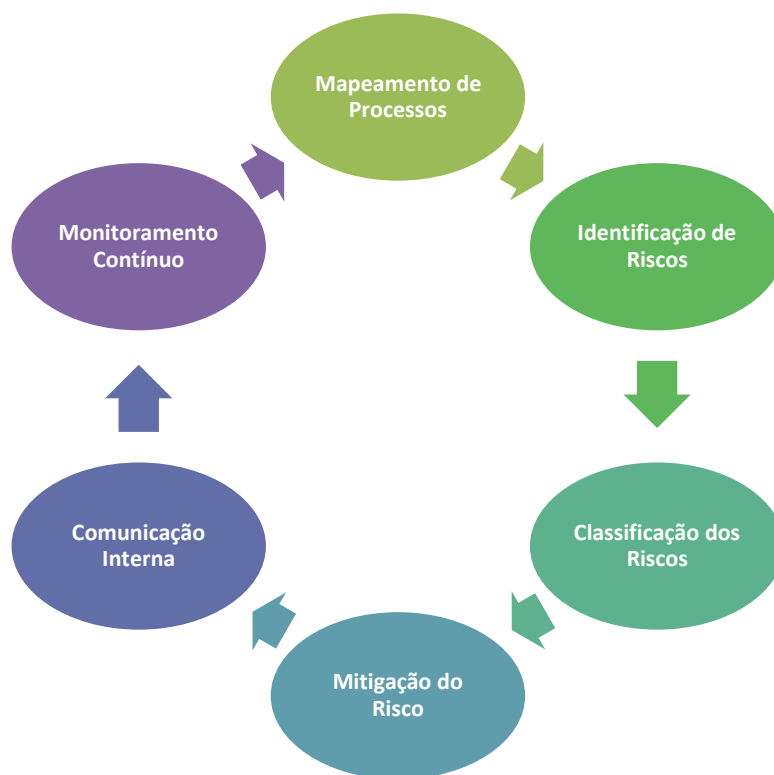 Mapeamento de
Processos
Identificação de
Riscos
Classificação dos
Riscos
Mitigação do
Risco
Comunicação
Interna
Monitoramento
Contínuo